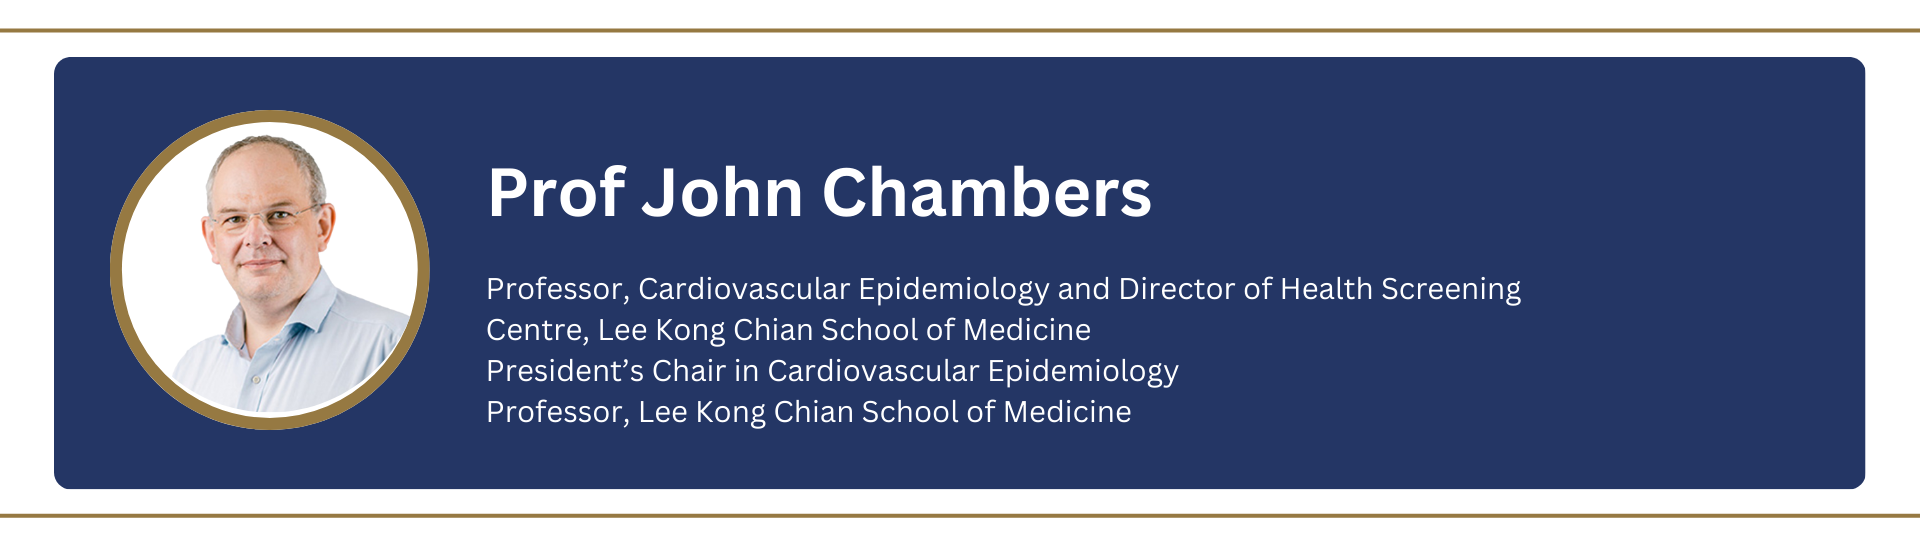 Prof John Chambers
Professor, Cardiovascular Epidemiology and Director of Health Screening
Centre, Lee Kong Chian School of Medicine
President’s Chair in Cardiovascular Epidemiology
Professor, Lee Kong Chian School of Medicine